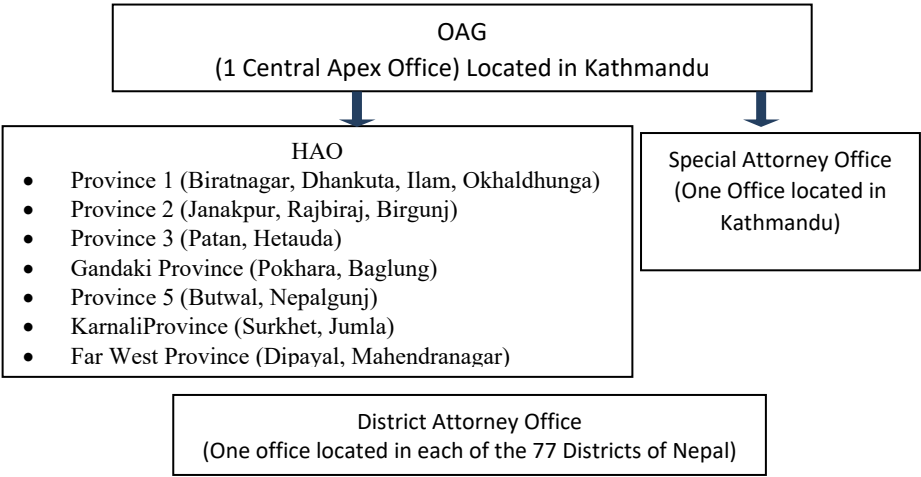 OAG
(1 Central Apex Office) Located in Kathmandu
HAO
• Province 1 (Biratnagar, Dhankuta, Ilam, Okhaldhunga)
• Province 2 (Janakpur, Rajbiraj, Birgunj)
• Province 3 (Patan, Hetauda)
• Gandaki Province (Pokhara, Baglung)
• Province 5 (Butwal, Nepalgunj)
• KarnaliProvince (Surkhet, Jumla)
• Far West Province (Dipayal, Mahendranagar)
Special Attorney Office
(One Office located in
Kathmandu)
District Attorney Office
(One office located in each of the 77 Districts of Nepal)